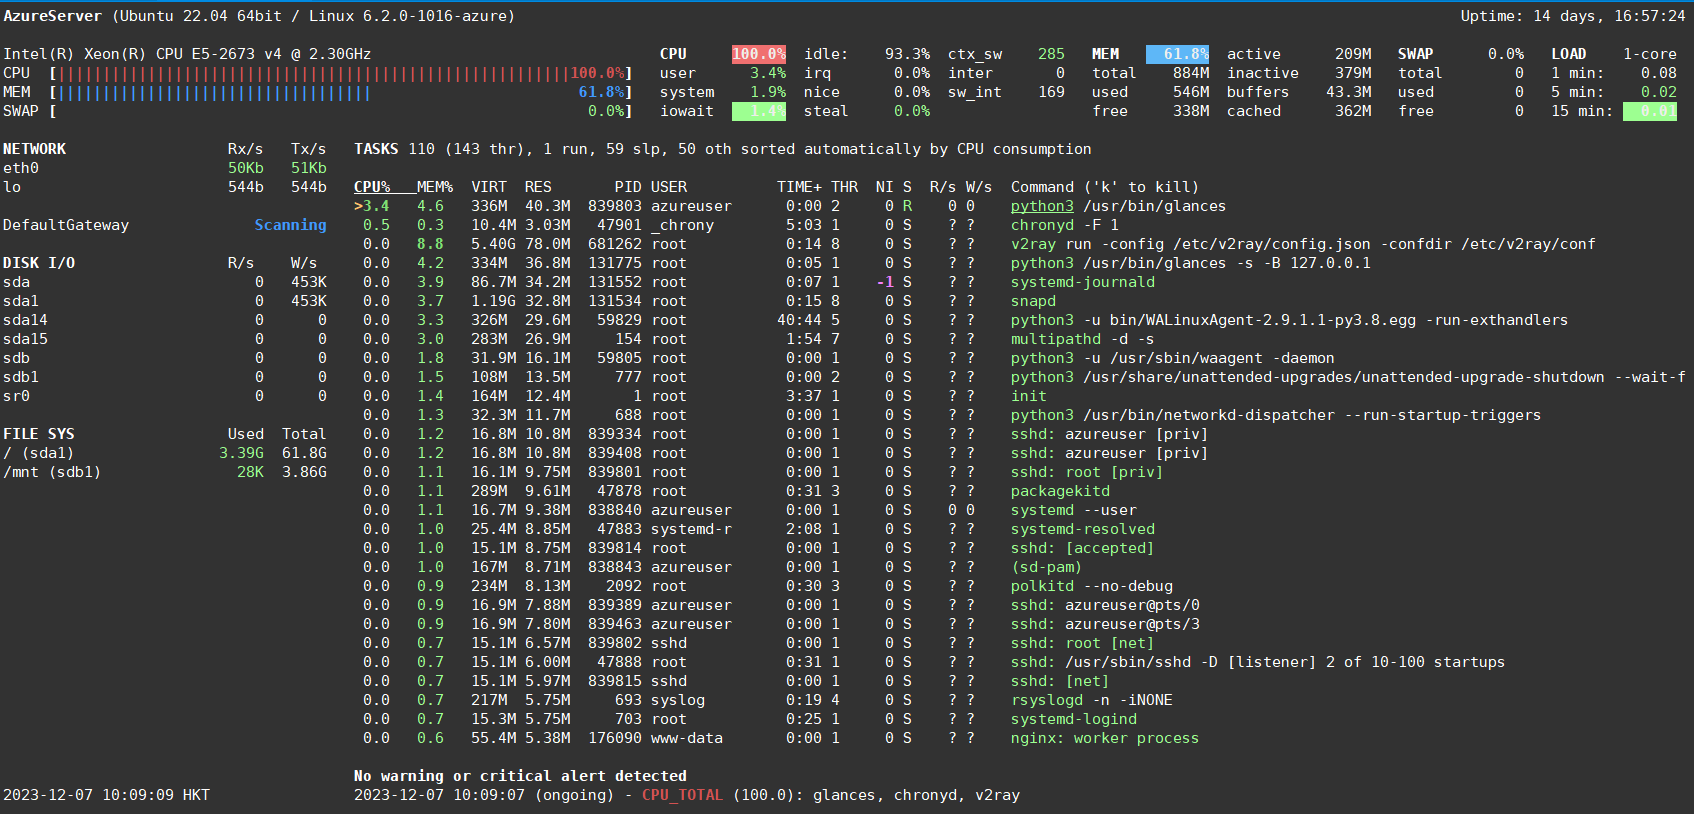 AzureServer (Ubuntu 22.04 64bit / Linux 6.2.0-1016-azure) Uptime: 14 days, 16:57:24
Intel(R) Xeon(R) CPU E5-2673 v4 @ 2.30GHz CPU 100.0% idle: 93.3% ctx_sw 285 MEM 61.8% active 209M SWAP 0.0% LOAD 1-core
CPU [||||||||||||||||||||||||||||||||||||||||||||||||||||||||||100.0%] user 3.4% irq 0.0% inter 0 total 884M inactive 379M total 0 1 min: 0.08
MEM [||||||||||||||||||||||||||||||||||| 61.8%] system 1.9% nice 0.0% sw_int 169 used 546M buffers 43.3M used 0 5 min: 0.02
SWAP [ 0.0%] iowait 1.4% steal 0.0% free 338M cached 362M free 0 15 min: 0.01
NETWORK Rx/s Tx/s TASKS 110 (143 thr), 1 run, 59 slp, 50 oth sorted automatically by CPU consumption
eth0 50Kb 51Kb
lo 544b 544b CPU% MEM% VIRT RES PID USER TIME+ THR NI S R/s W/s Command ('k' to kill)
>3.4 4.6 336M 40.3M 839803 azureuser 0:00 2 0 R 0 0 python3 /usr/bin/glances
DefaultGateway Scanning 0.5 0.3 10.4M 3.03M 47901 _chrony 5:03 1 0 S ? ? chronyd -F 1
0.0 8.8 5.40G 78.0M 681262 root 0:14 8 0 S ? ? v2ray run -config /etc/v2ray/config.json -confdir /etc/v2ray/conf
DISK I/O R/s W/s 0.0 4.2 334M 36.8M 131775 root 0:05 1 0 S ? ? python3 /usr/bin/glances -s -B 127.0.0.1
sda 0 453K 0.0 3.9 86.7M 34.2M 131552 root 0:07 1 -1 S ? ? systemd-journald
sda1 0 453K 0.0 3.7 1.19G 32.8M 131534 root 0:15 8 0 S ? ? snapd
sda14 0 0 0.0 3.3 326M 29.6M 59829 root 40:44 5 0 S ? ? python3 -u bin/WALinuxAgent-2.9.1.1-py3.8.egg -run-exthandlers
sda15 0 0 0.0 3.0 283M 26.9M 154 root 1:54 7 0 S ? ? multipathd -d -s
sdb 0 0 0.0 1.8 31.9M 16.1M 59805 root 0:00 1 0 S ? ? python3 -u /usr/sbin/waagent -daemon
sdb1 0 0 0.0 1.5 108M 13.5M 777 root 0:00 2 0 S ? ? python3 /usr/share/unattended-upgrades/unattended-upgrade-shutdown --wait-f
sr0 0 0 0.0 1.4 164M 12.4M 1 root 3:37 1 0 S ? ? init
0.0 1.3 32.3M 11.7M 688 root 0:00 1 0 S ? ? python3 /usr/bin/networkd-dispatcher --run-startup-triggers
FILE SYS Used Total 0.0 1.2 16.8M 10.8M 839334 root 0:00 1 0 S ? ? sshd: azureuser [priv]
/ (sda1) 3.39G 61.8G 0.0 1.2 16.8M 10.8M 839408 root 0:00 1 0 S ? ? sshd: azureuser [priv]
/mnt (sdb1) 28K 3.86G 0.0 1.1 16.1M 9.75M 839801 root 0:00 1 0 S ? ? sshd: root [priv]
0.0 1.1 289M 9.61M 47878 root 0:31 3 0 S ? ? packagekitd
0.0 1.1 16.7M 9.38M 838840 azureuser 0:00 1 0 S 0 0 systemd --user
0.0 1.0 25.4M 8.85M 47883 systemd-r 2:08 1 0 S ? ? systemd-resolved
0.0 1.0 15.1M 8.75M 839814 root 0:00 1 0 S ? ? sshd: [accepted]
0.0 1.0 167M 8.71M 838843 azureuser 0:00 1 0 S ? ? (sd-pam)
0.0 0.9 234M 8.13M 2092 root 0:30 3 0 S ? ? polkitd --no-debug
0.0 0.9 16.9M 7.88M 839389 azureuser 0:00 1 0 S ? ? sshd: azureuser@pts/0
0.0 0.9 16.9M 7.80M 839463 azureuser 0:00 1 0 S ? ? sshd: azureuser@pts/3
0.0 0.7 15.1M 6.57M 839802 sshd 0:00 1 0 S ? ? sshd: root [net]
0.0 0.7 15.1M 6.00M 47888 root 0:31 1 0 S ? ? sshd: /usr/sbin/sshd -D [listener] 2 of 10-100 startups
0.0 0.7 15.1M 5.97M 839815 sshd 0:00 1 0 S ? ? sshd: [net]
0.0 0.7 217M 5.75M 693 syslog 0:19 4 0 S ? ? rsyslogd -n -iNONE
0.0 0.7 15.3M 5.75M 703 root 0:25 1 0 S ? ? systemd-logind
0.0 0.6 55.4M 5.38M 176090 www-data 0:00 1 0 S ? ? nginx: worker process
No warning or critical alert detected
2023-12-07 10:09:09 HKT 2023-12-07 10:09:07 (ongoing) - CPU_TOTAL (100.0): glances, chronyd, v2ray